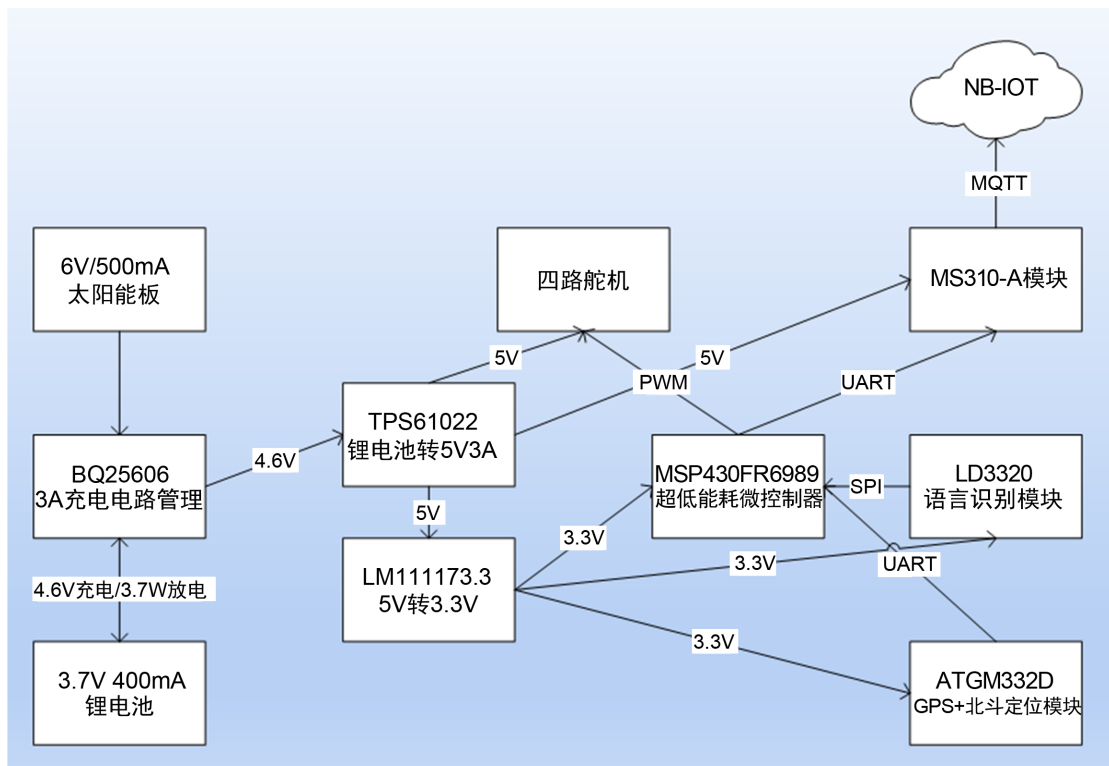 NB-IOT
MQTT
6V/500mA
太阳能板
四路舵机
MS310-A模块
5V
5V
PWM
UART
TPS61022
锂电池转5V3A
4.6V
BQ25606
3A充电电路管理
MSP430FR6989
超低能耗微控制器
SPI
LD3320
语言识别模块
5V
3.3V
3.3V
UART
LM111173.3
5V转3.3V
4.6V充电/3.7W放电
3.3V
3.7V 400mA
锂电池
ATGM332D
GPS+北斗定位模块